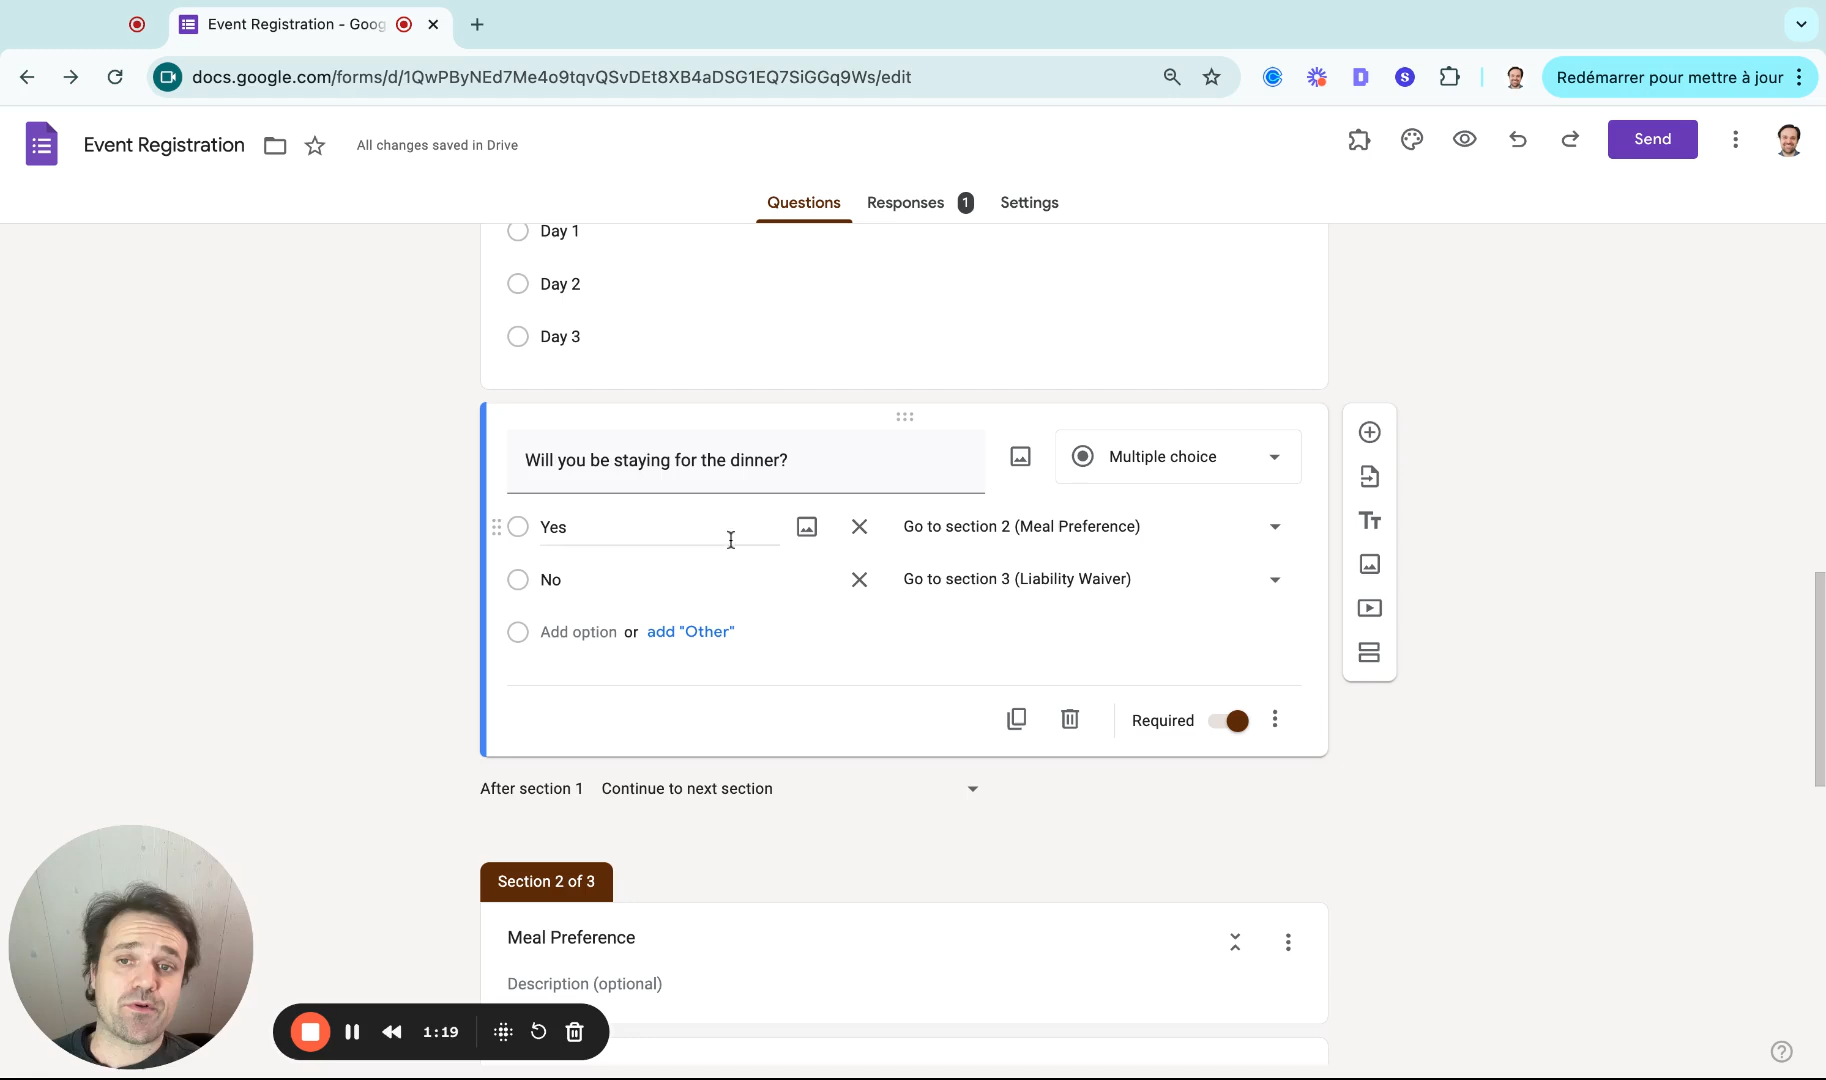 Event Registration - Goog
docs.google.com/forms/d/1QwPByNEd7Me4o9tqvQSvDEt8XB4aDSG1EQ7SiGGq9Ws/edit
S
Redémarrer pour mettre à jour
Event Registration
All changes saved in Drive
Send
Questions
Responses 1
Settings
Day 1
Day 2
Day 3
Will you be staying for the dinner?
Multiple choice
Yes
Go to section 2 (Meal Preference)
No
Go to section 3 (Liability Waiver)
Add option or add "Other"
Required
After section 1 Continue to next section
Section 2 of 3
Meal Preference
Description (optional)
1:19